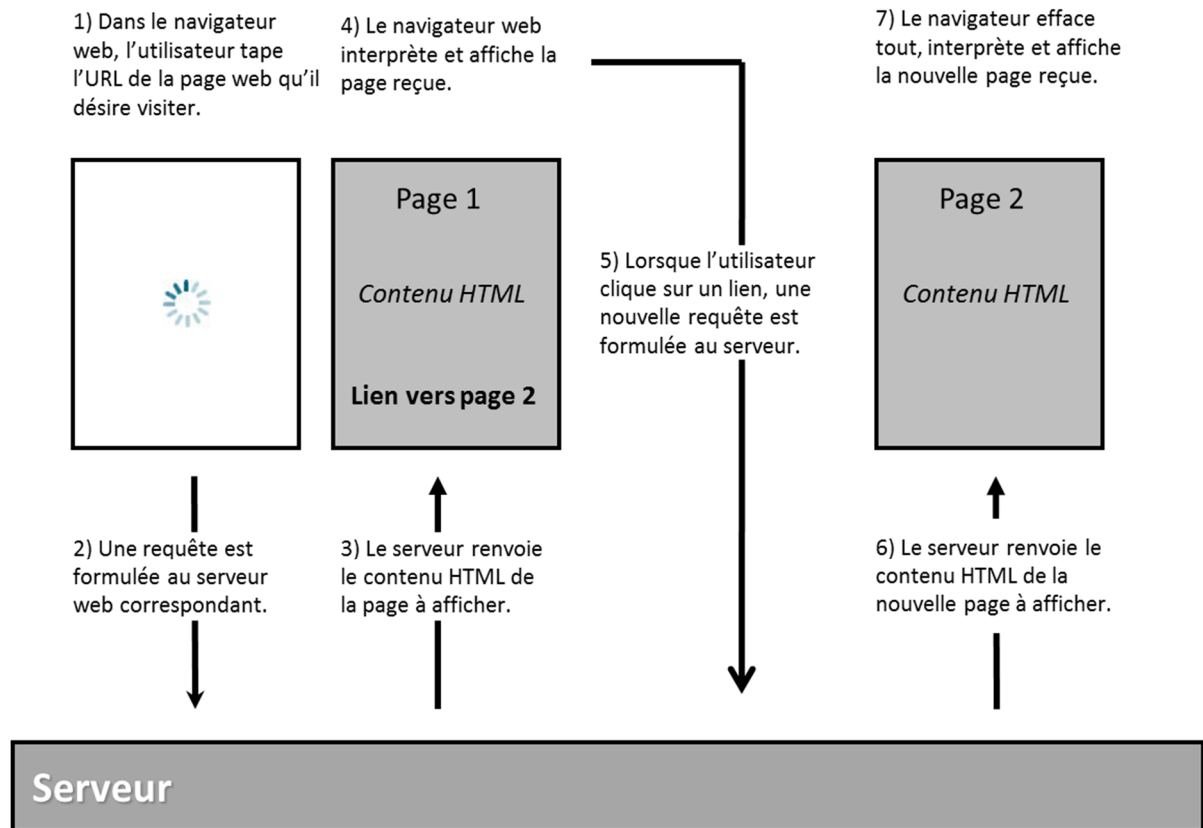 1) Dans le navigateur
web, l’utilisateur tape
l’URL de la page web qu’il
désire visiter.
4) Le navigateur web
interprète et affiche la
page reçue.
7) Le navigateur efface
tout, interprète et affiche
la nouvelle page reçue.
Page 1
Contenu HTML
Lien vers page 2
5) Lorsque l’utilisateur
clique sur un lien, une
nouvelle requête est
formulée au serveur.
Page 2
Contenu HTML
2) Une requête est
formulée au serveur
web correspondant.
3) Le serveur renvoie
le contenu HTML de
la page à afficher.
6) Le serveur renvoie le
contenu HTML de la
nouvelle page à afficher.
Serveur